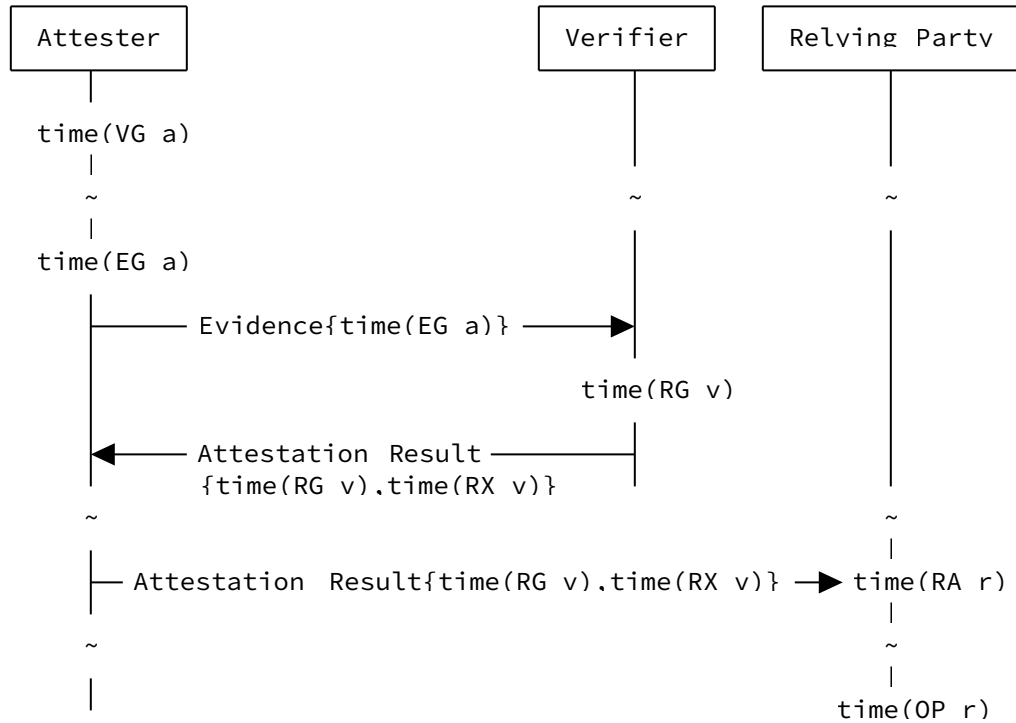 Attester
Verifier
Relying Party
time(VG a)
~
~
~
time(EG a)
Evidence{time(EG a)}
time(RG v)
Attestation Result
{time(RG v),time(RX v)}
~
~
Attestation Result{time(RG v),time(RX v)}
time(RA r)
~
~
time(OP r)